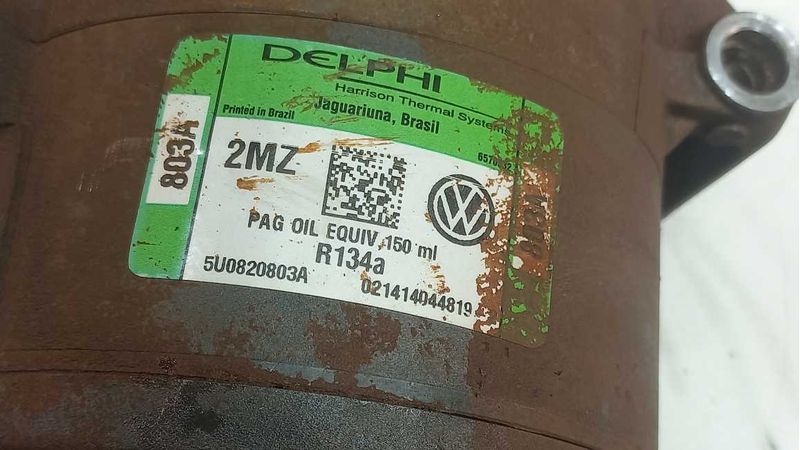 DELPHI
Harrison Thermal Systems
Printed in Brazil
Jaguariuna, Brasil
803A
2MZ
PAG OIL EQUIV. 150 ml
R134a
5U0820803A
021414044819
803A